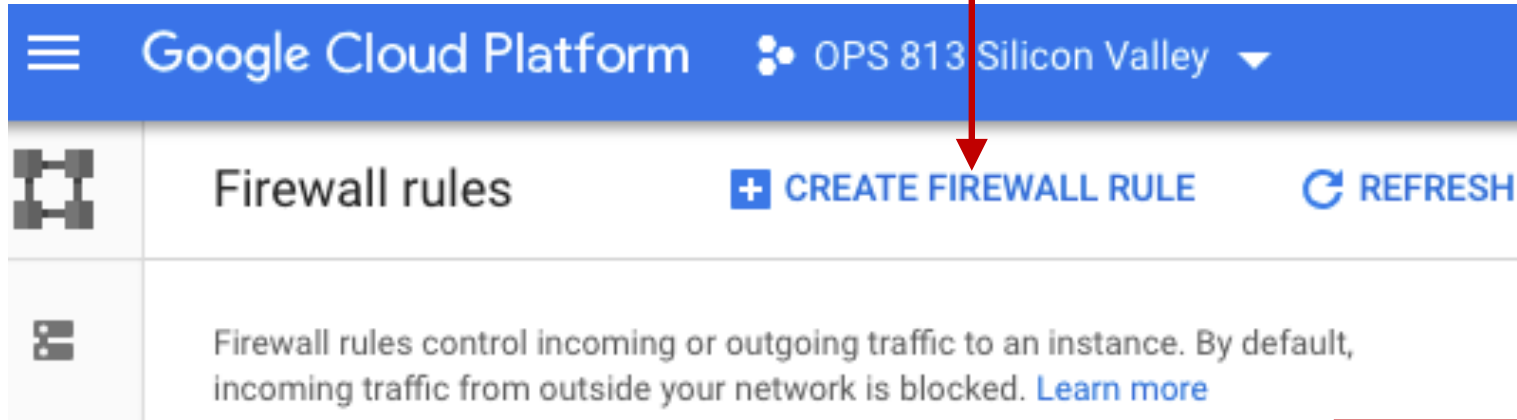 Google Cloud Platform OPS 813 Silicon Valley
Firewall rules CREATE FIREWALL RULE REFRESH
Firewall rules control incoming or outgoing traffic to an instance. By default,
incoming traffic from outside your network is blocked. Learn more